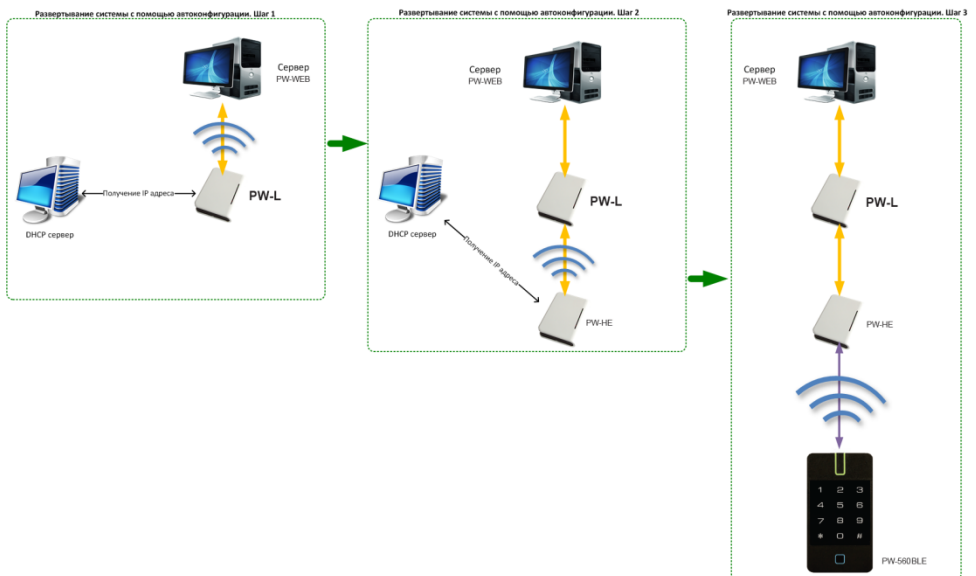 Развертывание системы с помощью автоконфигурации. Шаг 1
Сервер
PW-WEB
Получение IP адреса
PW-L
DHCP сервер
Развертывание системы с помощью автоконфигурации. Шаг 2
Сервер
PW-WEB
PW-L
DHCP сервер
Получение IP адреса
PW-HE
Развертывание системы с помощью автоконфигурации. Шаг 3
Сервер
PW-WEB
PW-L
PW-HE
1 2 3
4 5 6
7 8 9
* 0 #
PW-560BLE